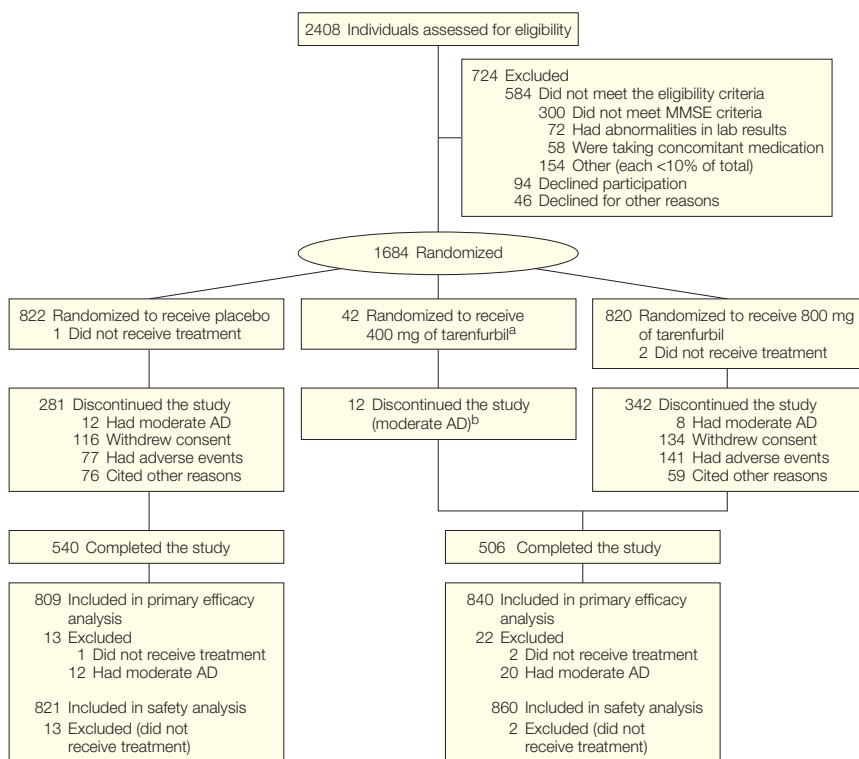 2408 Individuals assessed for eligibility
724 Excluded
584 Did not meet the eligibility criteria
300 Did not meet MMSE criteria
72 Had abnormalities in lab results
58 Were taking concomitant medication
154 Other (each <10% of total)
94 Declined participation
46 Declined for other reasons
1684 Randomized
822 Randomized to receive placebo
1 Did not receive treatment
42 Randomized to receive
400 mg of tarenfurbil^a
820 Randomized to receive 800 mg
of tarenfurbil
2 Did not receive treatment
281 Discontinued the study
12 Had moderate AD
116 Withdrew consent
77 Had adverse events
76 Cited other reasons
12 Discontinued the study
(moderate AD)^b
342 Discontinued the study
8 Had moderate AD
134 Withdrew consent
141 Had adverse events
59 Cited other reasons
540 Completed the study
506 Completed the study
809 Included in primary efficacy
analysis
13 Excluded
1 Did not receive treatment
12 Had moderate AD
821 Included in safety analysis
13 Excluded (did not
receive treatment)
840 Included in primary efficacy
analysis
22 Excluded
2 Did not receive treatment
20 Had moderate AD
860 Included in safety analysis
2 Excluded (did not
receive treatment)